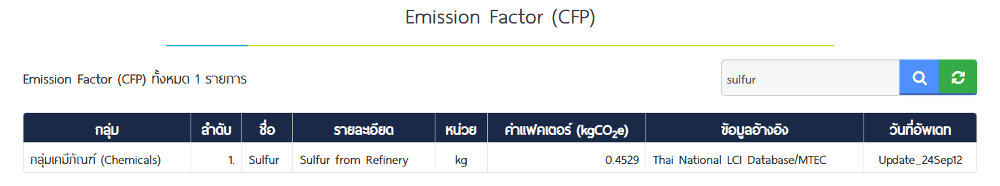 Emission Factor (CFP)
Emission Factor (CFP) ทั้งหมด 1 รายการ
sulfur
กลุ่ม ลำดับ ชื่อ รายละเอียด หน่วย ค่าแฟคเตอร์ (kgCO2e) ข้อมูลอ้างอิง วันที่อัพเดท
กลุ่มเคมีภัณฑ์ (Chemicals) 1. Sulfur Sulfur from Refinery kg 0.4529 Thai National LCI Database/MTEC Update_24Sep12